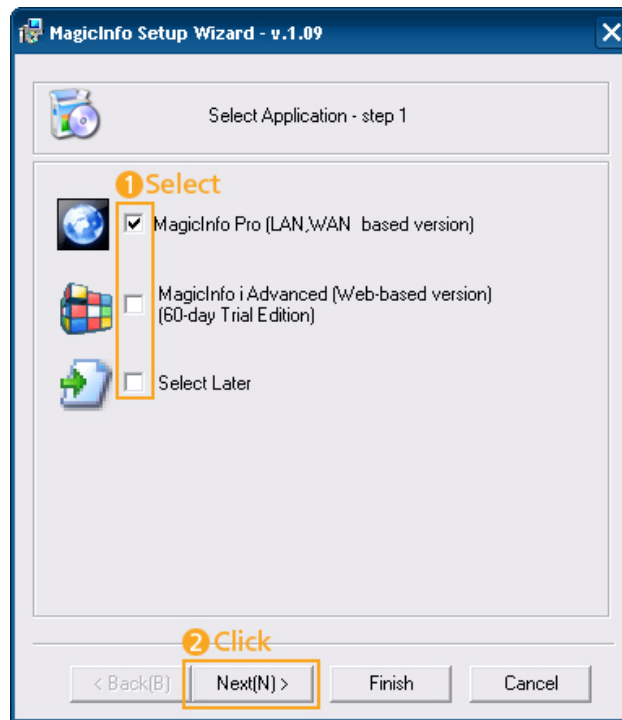 MagicInfo Setup Wizard - v.1.09
Select Application - step 1
1 Select
MagicInfo Pro (LAN,WAN based version)
MagicInfo i Advanced (Web-based version)
(60-day Trial Edition)
Select Later
2 Click
< Back(B)
Next(N) >
Finish
Cancel